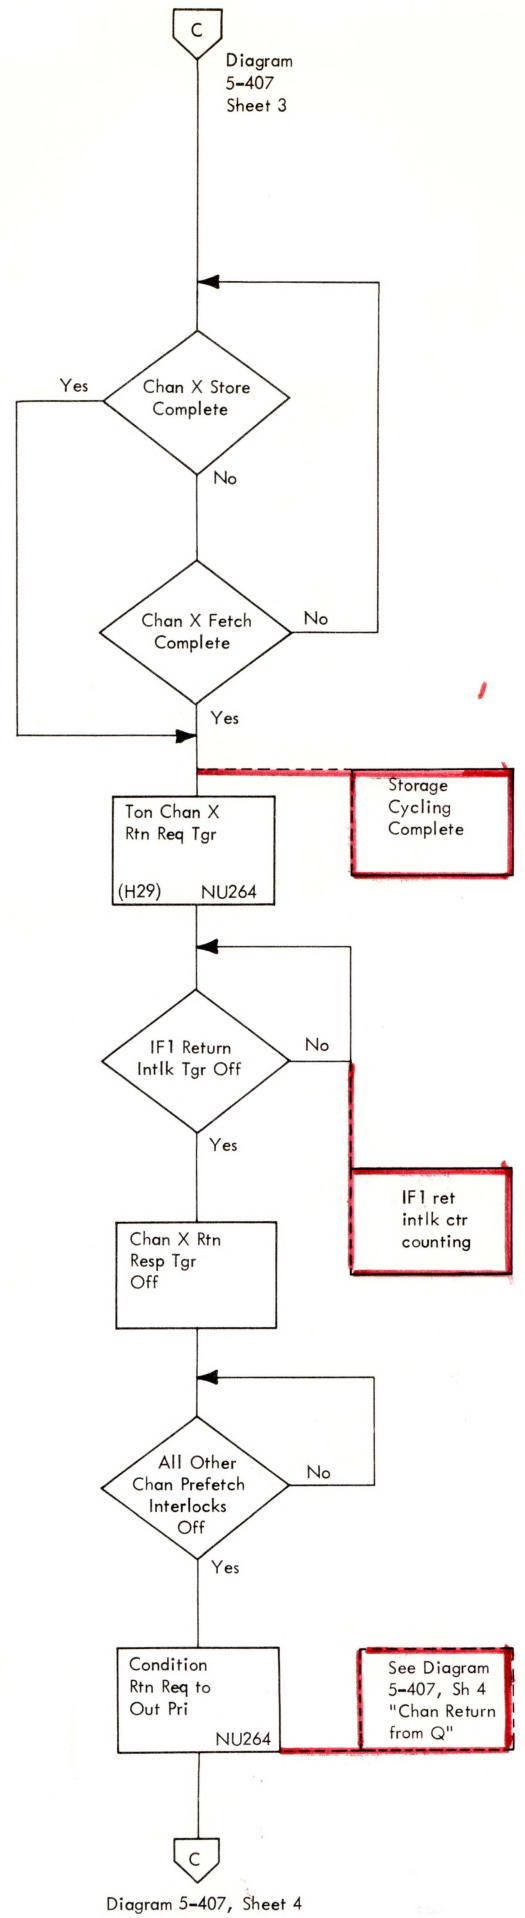 C
Diagram
5-407
Sheet 3
Yes
Chan X Store
Complete
No
Chan X Fetch
Complete
No
Yes
Storage
Cycling
Complete
Ton Chan X
Rtn Req Tgr
(H29) NU264
IF1 Return
Intlk Tgr Off
No
Yes
IF1 ret
intlk ctr
counting
Chan X Rtn
Resp Tgr
Off
All Other
Chan Prefetch
Interlocks
Off
No
Yes
Condition
Rtn Req to
Out Pri
NU264
See Diagram
5-407, Sh 4
"Chan Return
from Q"
C
Diagram 5-407, Sheet 4